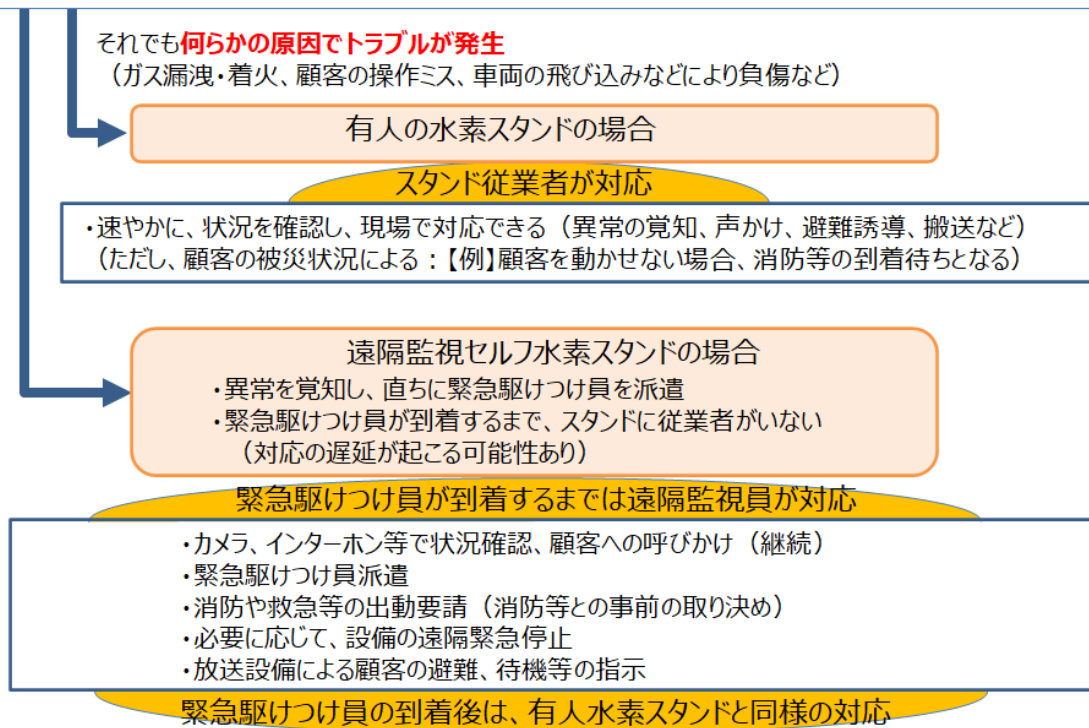 それでも何らかの原因でトラブルが発生
（ガス漏洩・着火、顧客の操作ミス、車両の飛び込みなどにより負傷など）
有人の水素スタンドの場合
スタンド従業者が対応
・速やかに、状況を確認し、現場で対応できる（異常の覚知、声かけ、避難誘導、搬送など）
（ただし、顧客の被災状況による：【例】顧客を動かせない場合、消防等の到着待ちとなる）
遠隔監視セルフ水素スタンドの場合
・異常を覚知し、直ちに緊急駆けつけ員を派遣
・緊急駆けつけ員が到着するまで、スタンドに従業者がいない
（対応の遅延が起こる可能性あり）
緊急駆けつけ員が到着するまでは遠隔監視員が対応
・カメラ、インターホン等で状況確認、顧客への呼びかけ（継続）
・緊急駆けつけ員派遣
・消防や救急等の出動要請（消防等との事前の取り決め）
・必要に応じて、設備の遠隔緊急停止
・放送設備による顧客の避難、待機等の指示
緊急駆けつけ員の到着後は、有人水素スタンドと同様の対応